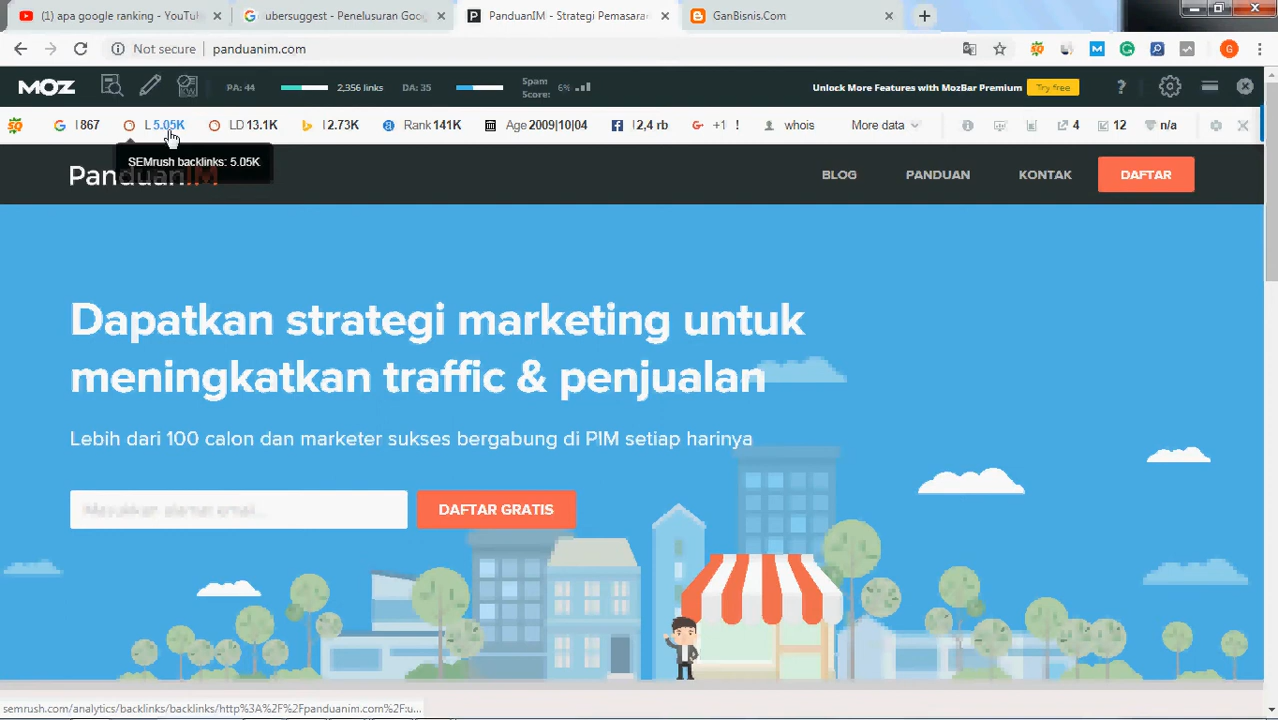 (1) apa google ranking - YouTub
ubersuggest - Penelusuran Goog
PanduanIM - Strategi Pemasara
GanBisnis.Com
Not secure
panduanim.com
G
MOZ
PA: 44
2,356 links
DA: 35
Spam
Score:
6%
Unlock More Features with MozBar Premium
Try free
?
I 867
L 5.05K
LD 13.1K
I 2.73K
Rank 141K
Age 2009|10|04
I 2,4 rb
+1 !
whois
More data
4
12
n/a
SEMrush backlinks: 5.05K
PanduanIM
BLOG
PANDUAN
KONTAK
DAFTAR
Dapatkan strategi marketing untuk
meningkatkan traffic & penjualan
Lebih dari 100 calon dan marketer sukses bergabung di PIM setiap harinya
Masukkan alamat email...
DAFTAR GRATIS
semrush.com/analytics/backlinks/backlinks/http%3A%2F%2Fpanduanim.com%2F:u...